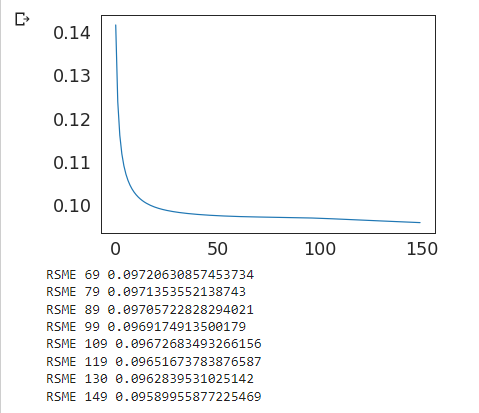 0.14
0.13
0.12
0.11
0.10
0 50 100 150
RSME 69 0.09720630857453734
RSME 79 0.0971353552138743
RSME 89 0.09705722828294021
RSME 99 0.0969174913500179
RSME 109 0.09672683493266156
RSME 119 0.09651673783876587
RSME 130 0.0962839531025142
RSME 149 0.09589955877225469